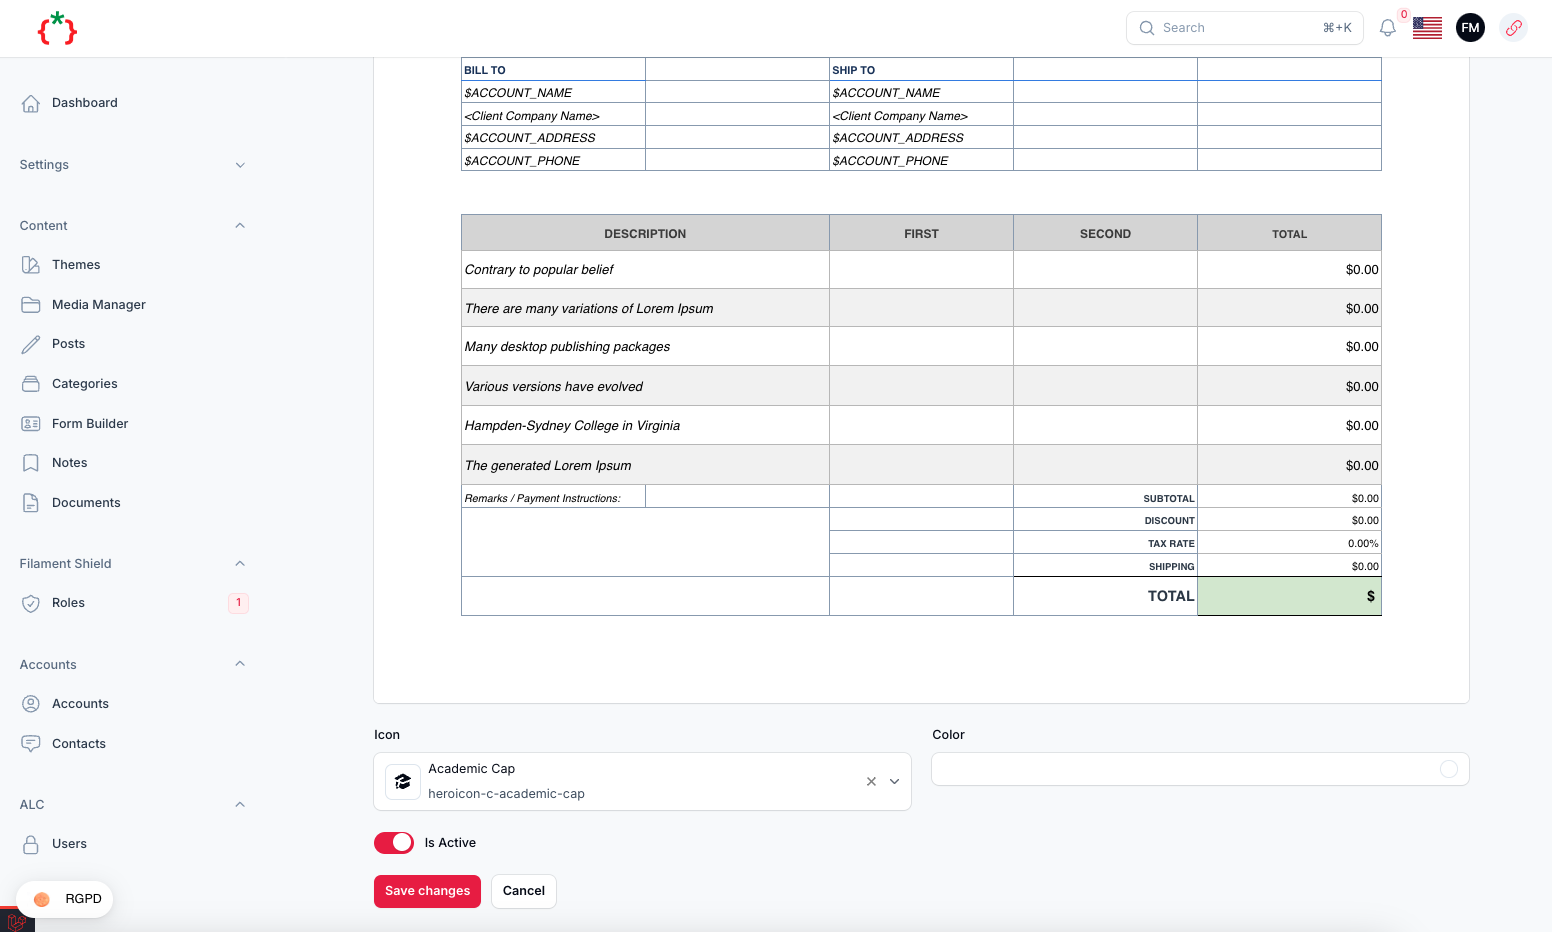 Search ⌘+K 0 FM
Dashboard
Settings
Content
Themes
Media Manager
Posts
Categories
Form Builder
Notes
Documents
Filament Shield
Roles 1
Accounts
Accounts
Contacts
ALC
Users
RGPD
BILL TO SHIP TO
$ACCOUNT_NAME $ACCOUNT_NAME
<Client Company Name> <Client Company Name>
$ACCOUNT_ADDRESS $ACCOUNT_ADDRESS
$ACCOUNT_PHONE $ACCOUNT_PHONE
DESCRIPTION FIRST SECOND TOTAL
Contrary to popular belief $0.00
There are many variations of Lorem Ipsum $0.00
Many desktop publishing packages $0.00
Various versions have evolved $0.00
Hampden-Sydney College in Virginia $0.00
The generated Lorem Ipsum $0.00
Remarks / Payment Instructions: SUBTOTAL $0.00
DISCOUNT $0.00
TAX RATE 0.00%
SHIPPING $0.00
TOTAL $
Icon Color
Academic Cap
heroicon-c-academic-cap
Is Active
Save changes Cancel